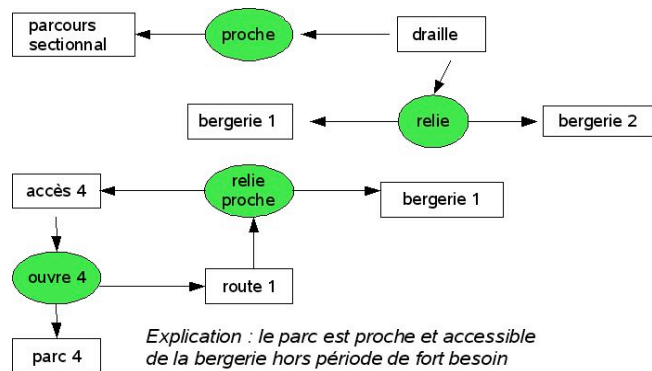 parcours
sectionnal
proche
draille
bergerie 1
relie
bergerie 2
accès 4
relie
proche
bergerie 1
ouvre 4
route 1
parc 4
Explication : le parc est proche et accessible
de la bergerie hors période de fort besoin